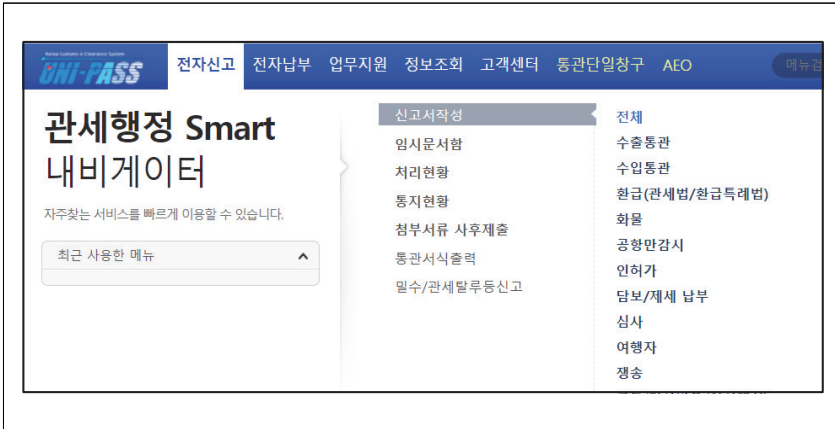 Korea Customs e-Clearance System
UNI-PASS
전자신고 전자납부 업무지원 정보조회 고객센터 통관단일창구 AEO 메뉴검
관세행정 Smart
내비게이터
자주찾는 서비스를 빠르게 이용할 수 있습니다.
최근 사용한 메뉴
신고서작성
임시문서함
처리현황
통지현황
첨부서류 사후제출
통관서식출력
밀수/관세탈루등신고
전체
수출통관
수입통관
환급(관세법/환급특례법)
화물
공항만감시
인허가
담보/제세 납부
심사
여행자
쟁송